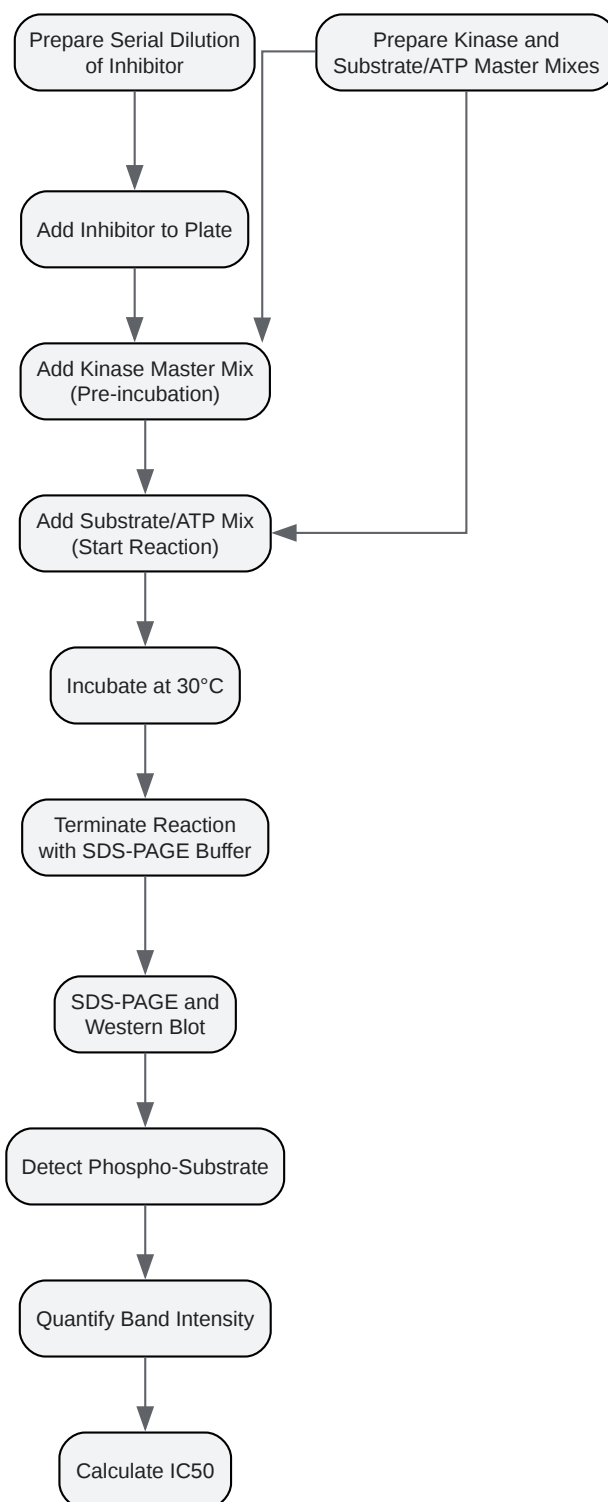 Prepare Serial Dilution
of Inhibitor
Prepare Kinase and
Substrate/ATP Master Mixes
Add Inhibitor to Plate
Add Kinase Master Mix
(Pre-incubation)
Add Substrate/ATP Mix
(Start Reaction)
Incubate at 30°C
Terminate Reaction
with SDS-PAGE Buffer
SDS-PAGE and
Western Blot
Detect Phospho-Substrate
Quantify Band Intensity
Calculate IC50